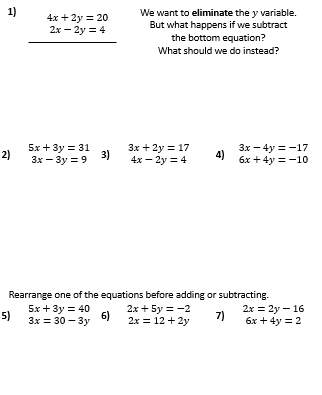 1)
4x + 2y = 20
2x − 2y = 4
We want to eliminate the y variable.
But what happens if we subtract
the bottom equation?
What should we do instead?
2)
5x + 3y = 31
3x − 3y = 9
3)
3x + 2y = 17
4x − 2y = 4
4)
3x − 4y = −17
6x + 4y = −10
Rearrange one of the equations before adding or subtracting.
5)
5x + 3y = 40
3x = 30 − 3y
6)
2x + 5y = −2
2x = 12 + 2y
7)
2x = 2y − 16
6x + 4y = 2